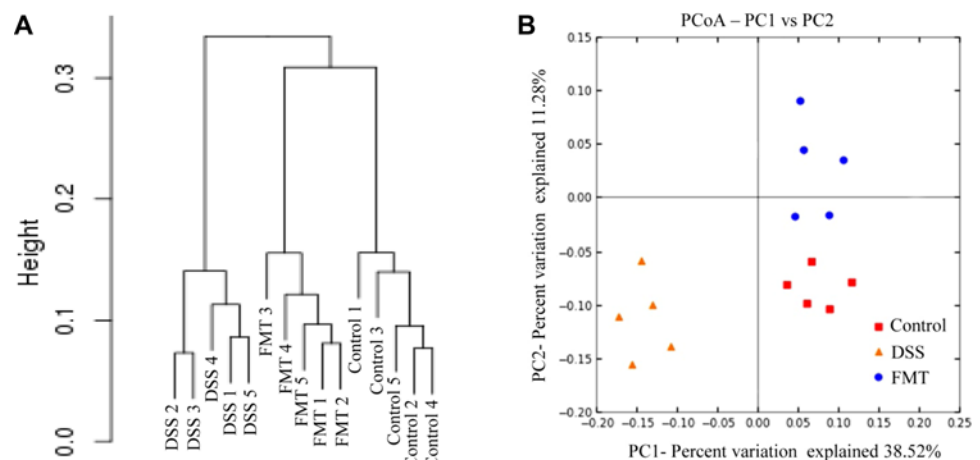 A
Height
0.3
0.2
0.1
0.0
DSS 2
DSS 3
DSS 4
DSS 1
DSS 5
FMT 3
FMT 4
FMT 5
FMT 1
FMT 2
Control 1
Control 3
Control 5
Control 2
Control 4
B
PCoA – PC1 vs PC2
PC2- Percent variation explained 11.28%
0.15
0.10
0.05
0.00
−0.05
−0.10
−0.15
−0.20
Control
DSS
FMT
−0.20 −0.15 −0.10 −0.05 0.00 0.05 0.10 0.15 0.20 0.25
PC1- Percent variation explained 38.52%